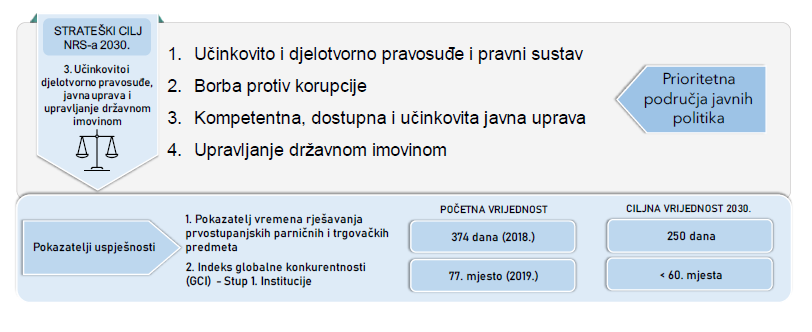 STRATEŠKI CILJ
NRS-a 2030.
3. Učinkovito i
djelotvorno pravosuđe,
javna uprava i
upravljanje državnom
imovinom
1. Učinkovito i djelotvorno pravosuđe i pravni sustav
2. Borba protiv korupcije
3. Kompetentna, dostupna i učinkovita javna uprava
4. Upravljanje državnom imovinom
Prioritetna
područja javnih
politika
Pokazatelji uspješnosti
1. Pokazatelj vremena rješavanja
prvostupanjskih parničnih i trgovačkih
predmeta
2. Indeks globalne konkurentnosti
(GCI) - Stup 1. Institucije
POČETNA VRIJEDNOST
374 dana (2018.)
77. mjesto (2019.)
CILJNA VRIJEDNOST 2030.
250 dana
< 60. mjesta